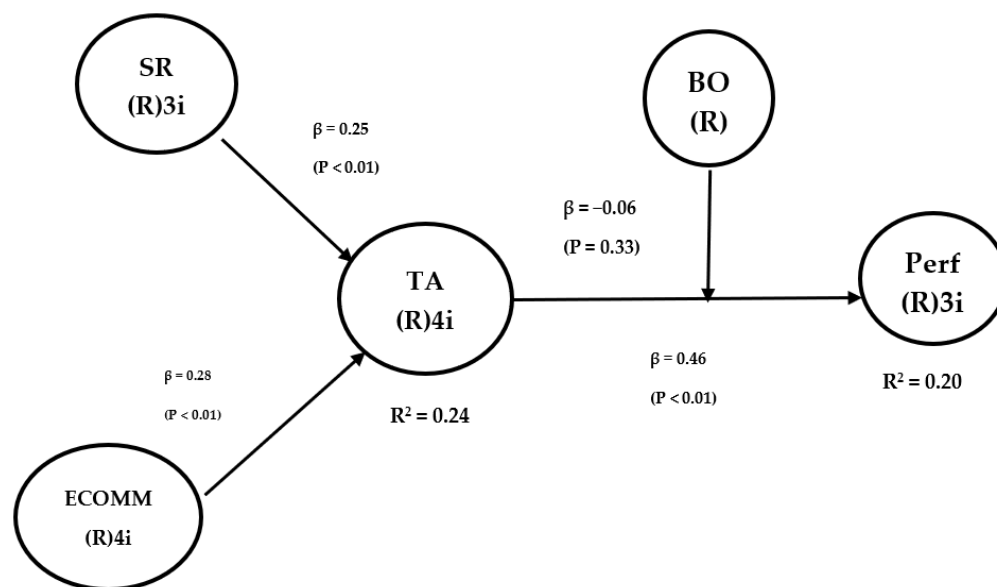 SR
(R)3i
BO
(R)
β = 0.25
(P < 0.01)
β = −0.06
(P = 0.33)
TA
(R)4i
Perf
(R)3i
β = 0.28
(P < 0.01)
β = 0.46
(P < 0.01)
R² = 0.24
R² = 0.20
ECOMM
(R)4i